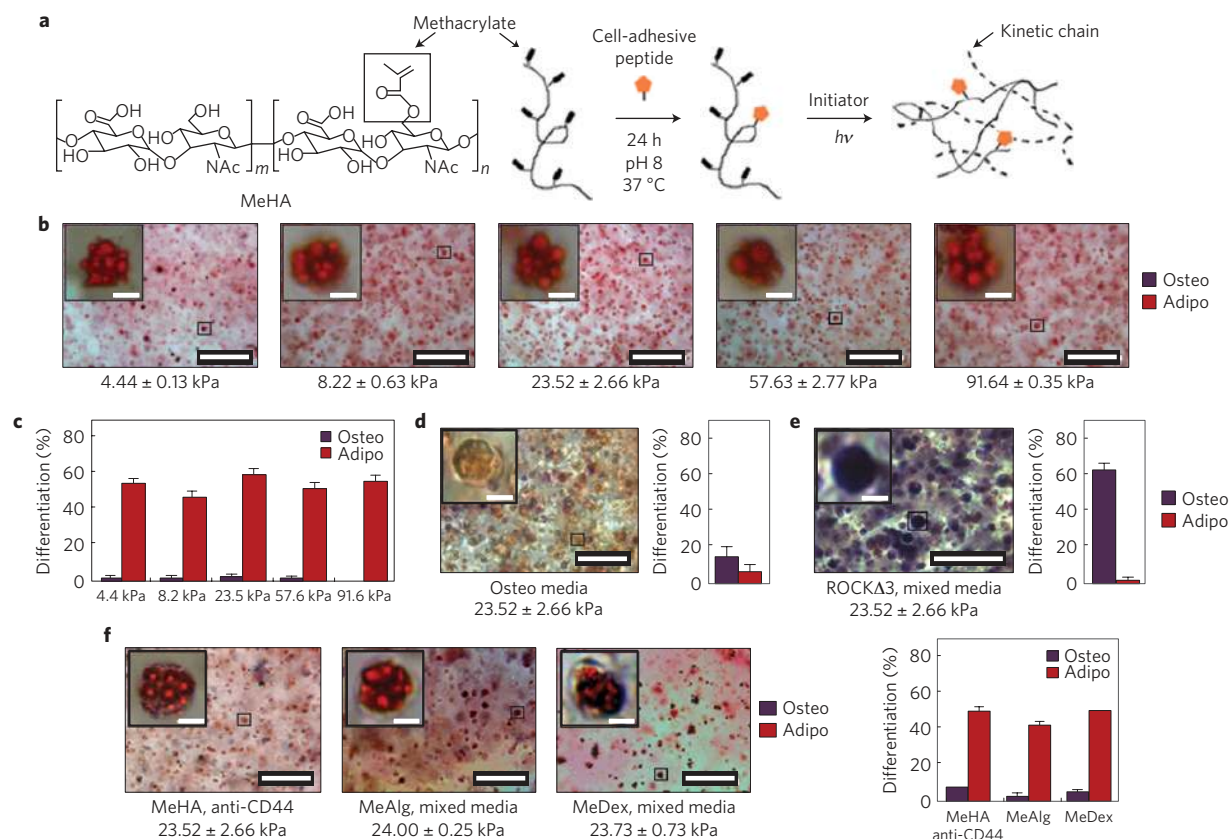 a
Methacrylate
Cell-adhesive
peptide
Kinetic chain
24 h
pH 8
37 °C
Initiator
hν
O
OH
O
HO
OH
O
OH
HO
O
NAc
m
O
O
OH
O
HO
OH
O
O
HO
O
NAc
n
MeHA
b
Osteo
Adipo
4.44 ± 0.13 kPa
8.22 ± 0.63 kPa
23.52 ± 2.66 kPa
57.63 ± 2.77 kPa
91.64 ± 0.35 kPa
c
Differentiation (%)
80
60
40
20
0
Osteo
Adipo
4.4 kPa
8.2 kPa
23.5 kPa
57.6 kPa
91.6 kPa
d
Osteo media
23.52 ± 2.66 kPa
Differentiation (%)
80
60
40
20
0
e
ROCKΔ3, mixed media
23.52 ± 2.66 kPa
Differentiation (%)
80
60
40
20
0
Osteo
Adipo
f
MeHA, anti-CD44
23.52 ± 2.66 kPa
MeAlg, mixed media
24.00 ± 0.25 kPa
MeDex, mixed media
23.73 ± 0.73 kPa
Osteo
Adipo
Differentiation (%)
80
60
40
20
0
Osteo
Adipo
MeHA
anti-CD44
MeAlg
MeDex